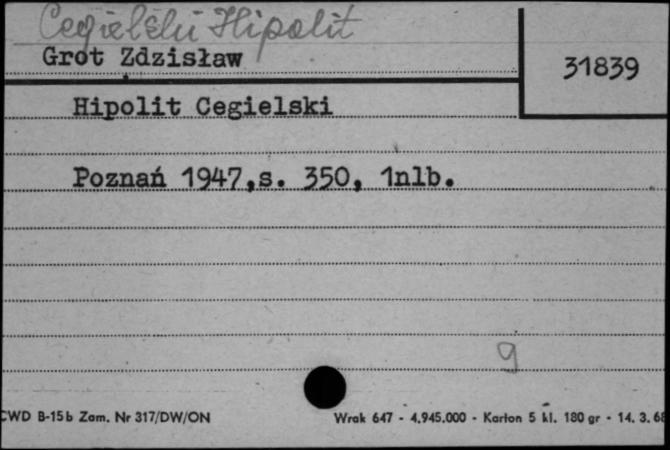 Cegielski Hipolit
Grot Zdzisław
31839
Hipolit Cegielski
Poznań 1947,s. 350, 1nlb.
9
CWD B-15b Zam. Nr 317/DW/ON
Wrak 647 - 4.945.000 - Karton 5 kl. 180 gr - 14. 3. 68